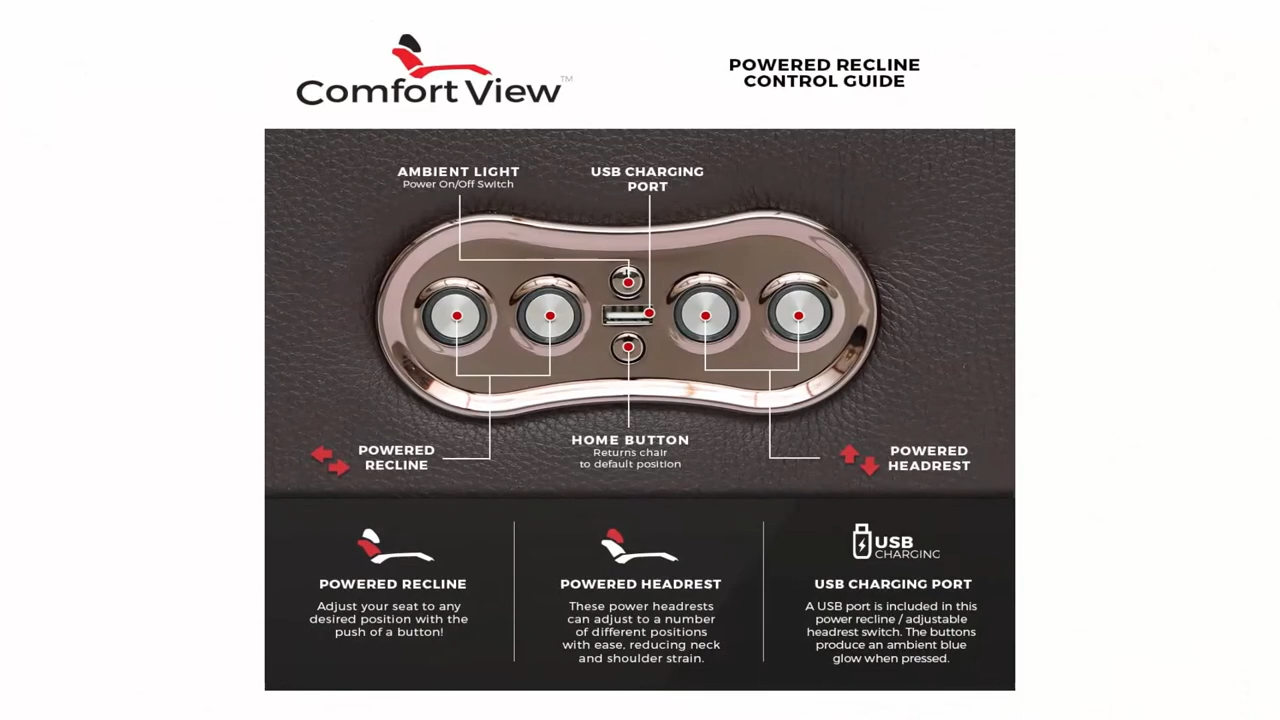 Comfort View™
POWERED RECLINE
CONTROL GUIDE
AMBIENT LIGHT
Power On/Off Switch
USB CHARGING
PORT
POWERED
RECLINE
HOME BUTTON
Returns chair
to default position
POWERED
HEADREST
POWERED RECLINE
Adjust your seat to any
desired position with the
push of a button!
POWERED HEADREST
These power headrests
can adjust to a number
of different positions
with ease, reducing neck
and shoulder strain.
USB
CHARGING
USB CHARGING PORT
A USB port is included in this
power recline / adjustable
headrest switch. The buttons
produce an ambient blue
glow when pressed.